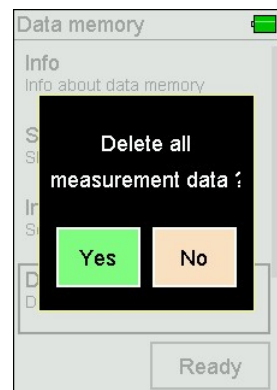 Data memory
Info
Info about data memory
Delete all
measurement data ?
Yes
No
Ready